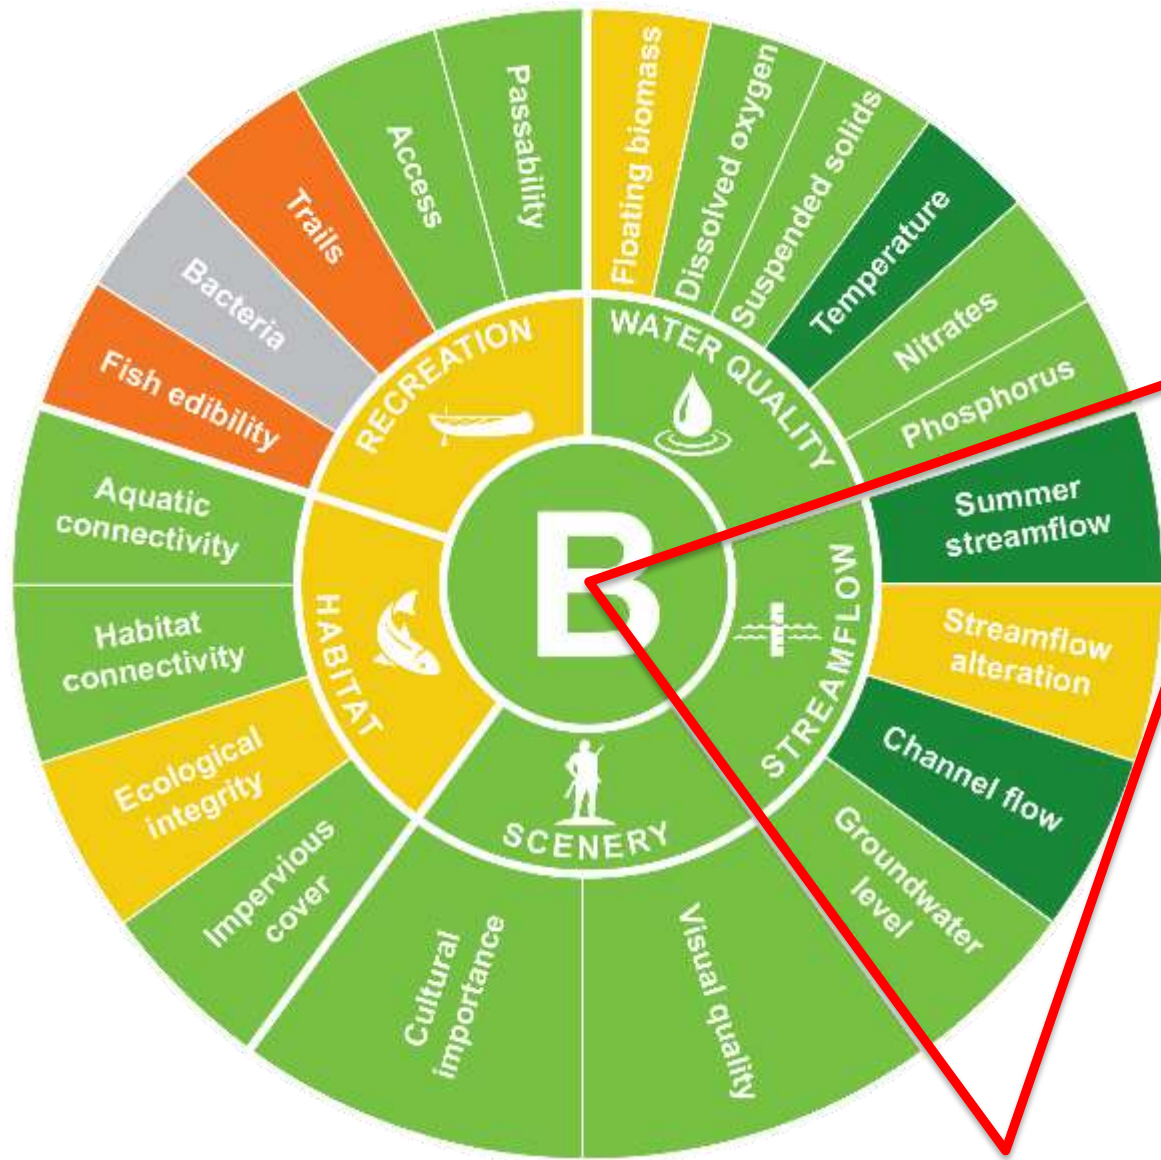 Floating biomass
Dissolved oxygen
Suspended solids
Temperature
Nitrates
Phosphorus
Summer
streamflow
Streamflow
alteration
Channel flow
Groundwater
level
Visual quality
Cultural
importance
Impervious
cover
Ecological
integrity
Habitat
connectivity
Aquatic
connectivity
Fish edibility
Bacteria
Trails
Access
Passability
WATER QUALITY
STREAMFLOW
SCENERY
HABITAT
RECREATION
B